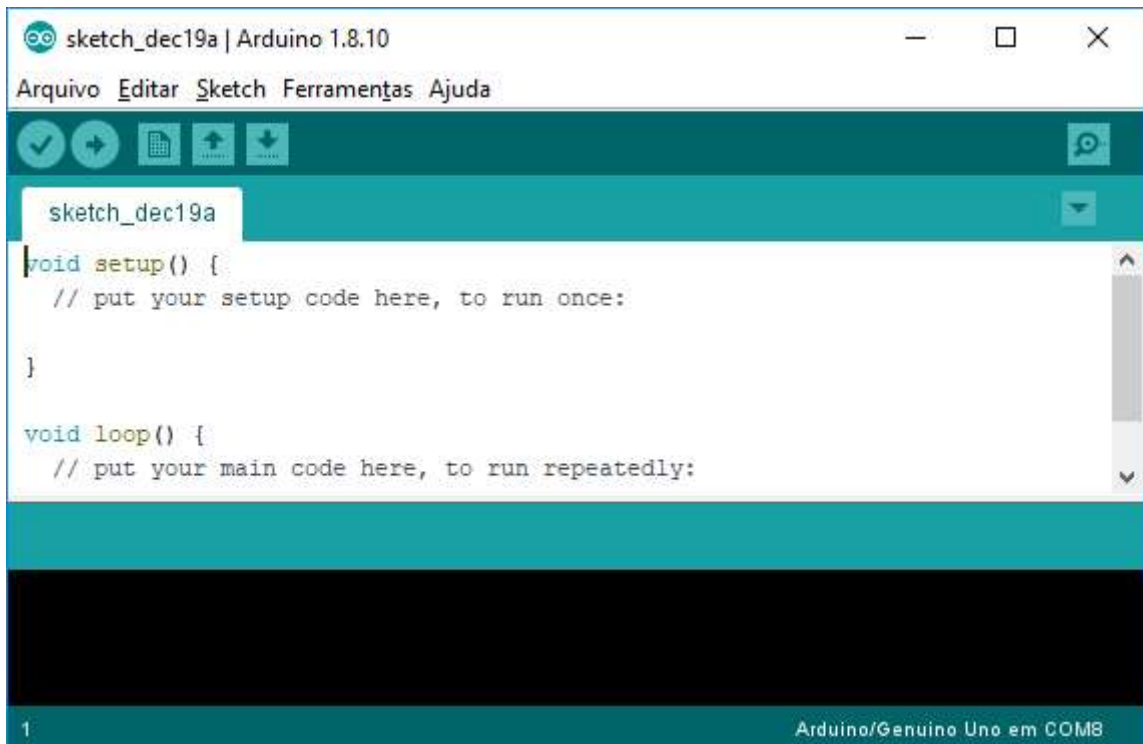 sketch_dec19a | Arduino 1.8.10
Arquivo Editar Sketch Ferramentas Ajuda
sketch_dec19a
void setup() {
  // put your setup code here, to run once:
}
void loop() {
  // put your main code here, to run repeatedly:
1 Arduino/Genuino Uno em COM8